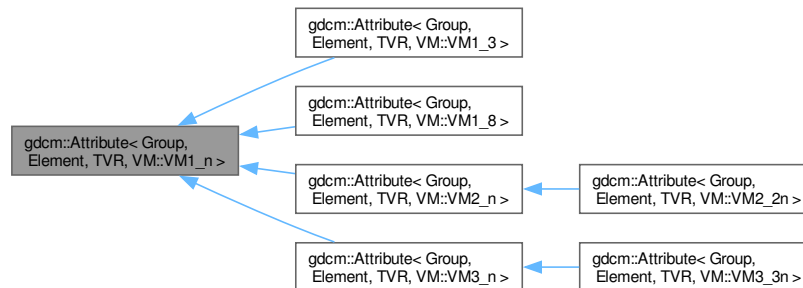 gdcm::Attribute< Group,
Element, TVR, VM::VM1_3 >
gdcm::Attribute< Group,
Element, TVR, VM::VM1_8 >
gdcm::Attribute< Group,
Element, TVR, VM::VM1_n >
gdcm::Attribute< Group,
Element, TVR, VM::VM2_n >
gdcm::Attribute< Group,
Element, TVR, VM::VM2_2n >
gdcm::Attribute< Group,
Element, TVR, VM::VM3_n >
gdcm::Attribute< Group,
Element, TVR, VM::VM3_3n >